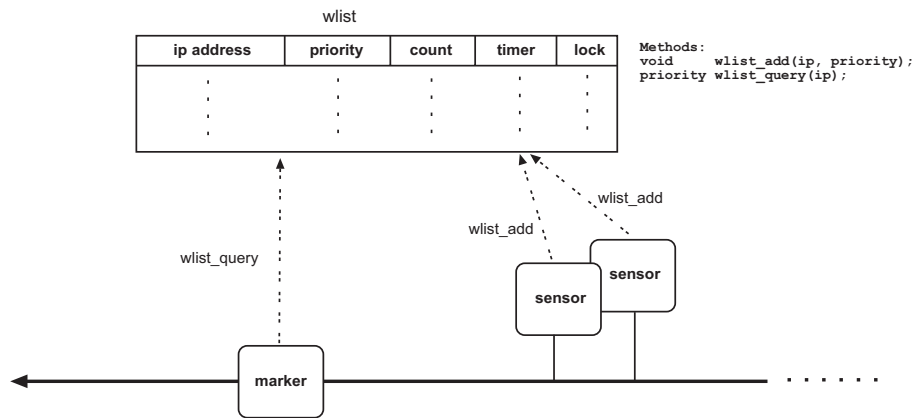 wlist
ip address priority count timer lock
Methods:
void wlist_add(ip, priority);
priority wlist_query(ip);
wlist_add
wlist_add
wlist_query
sensor
sensor
marker